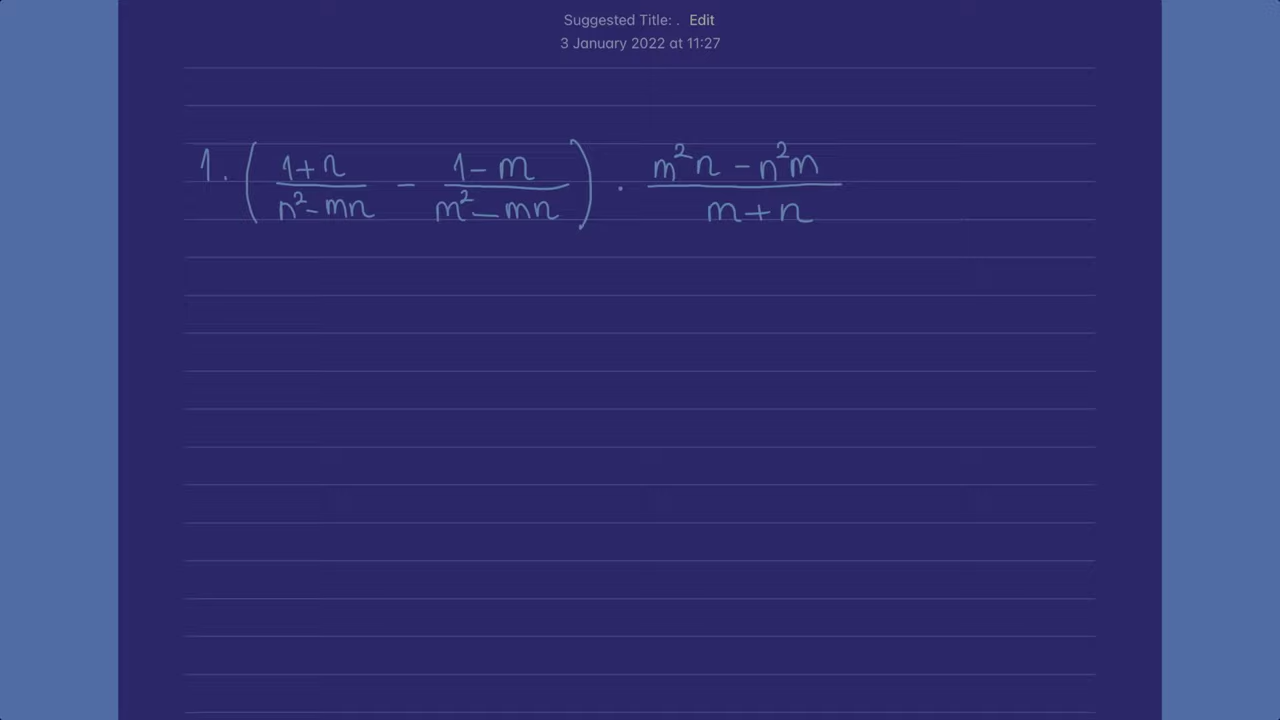 Suggested Title: . Edit
3 January 2022 at 11:27
1. ( (1+n)/(n²-mn) - (1-m)/(m²-mn) ) · (m²n - n²m)/(m+n)